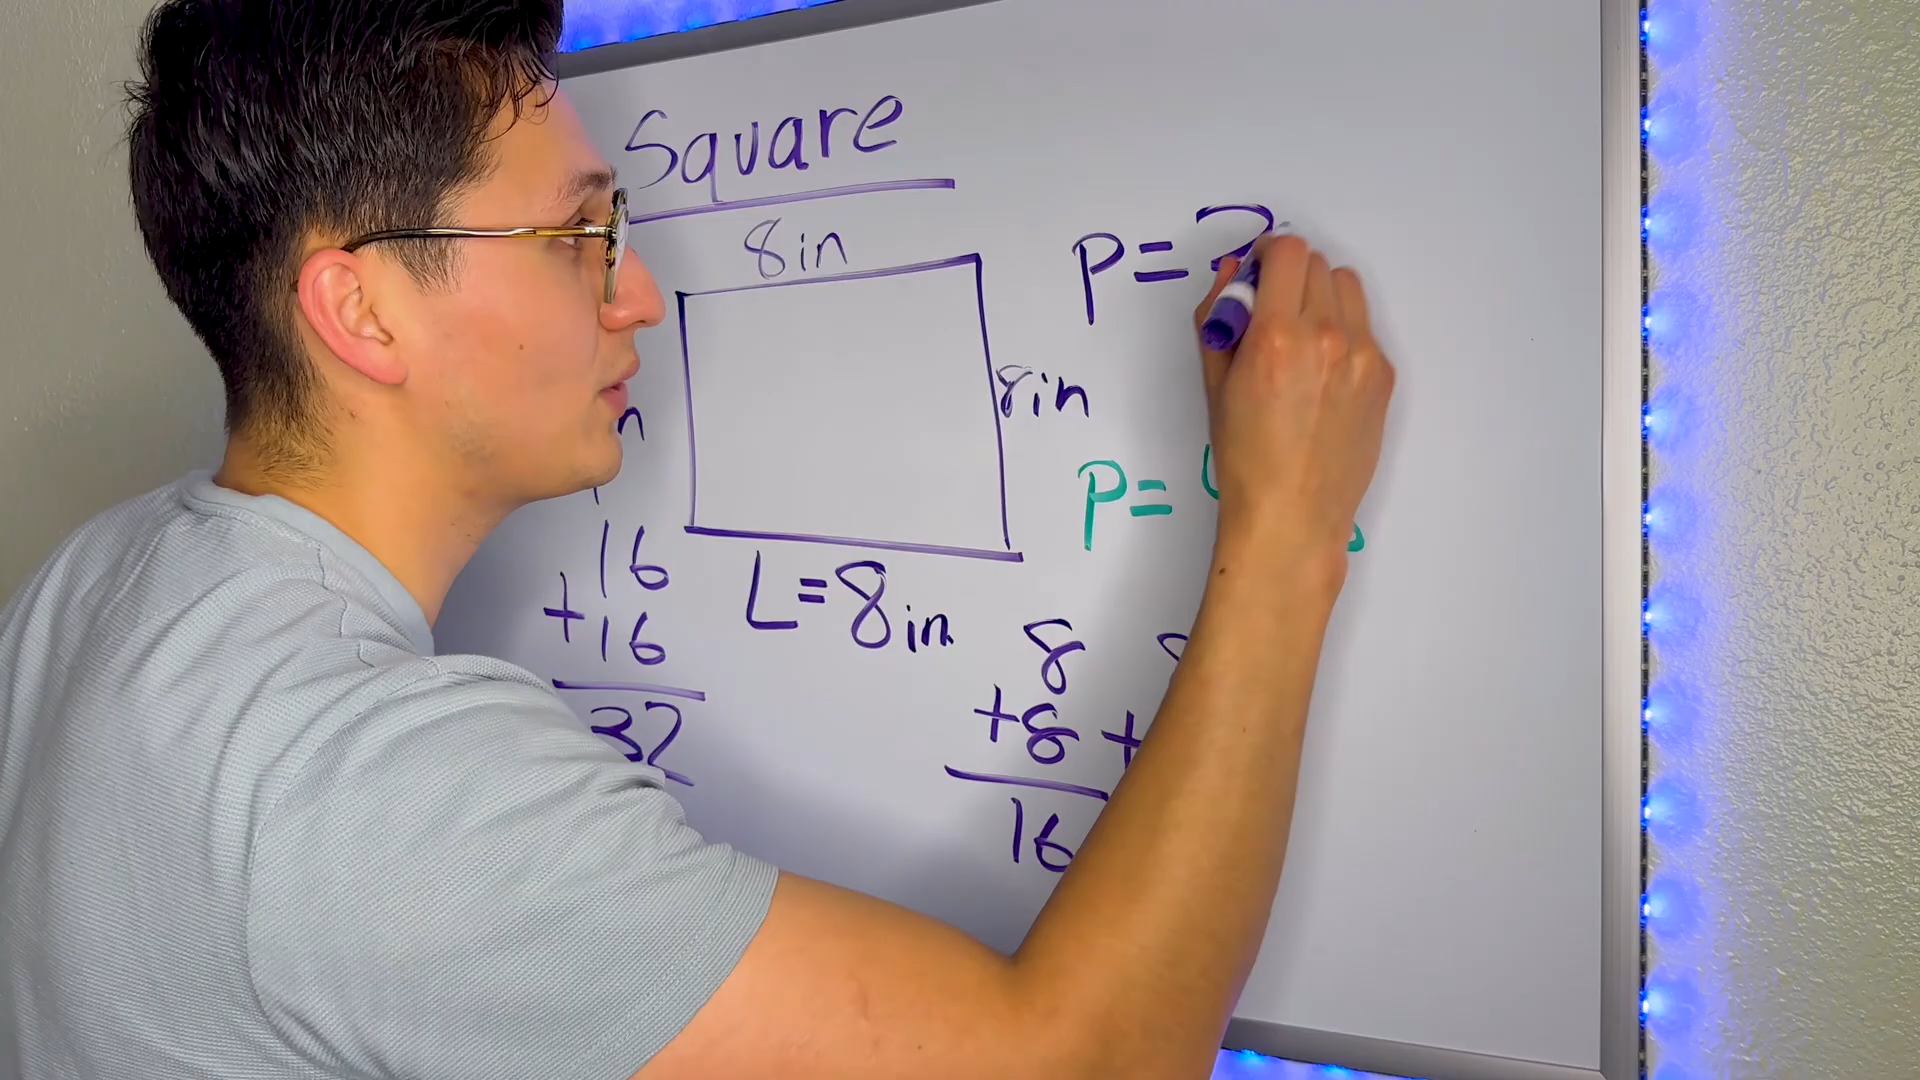 Square
8in
P=
8in
n
P=
L=8in
16
+16
32
8
+8
16
+